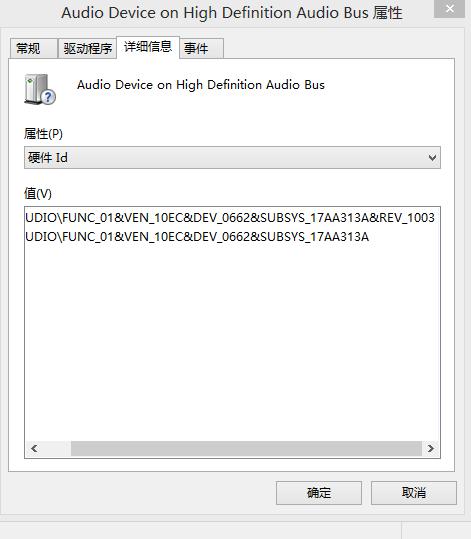 Audio Device on High Definition Audio Bus 属性
常规 驱动程序 详细信息 事件
Audio Device on High Definition Audio Bus
属性(P)
硬件 Id
值(V)
UDIO\FUNC_01&VEN_10EC&DEV_0662&SUBSYS_17AA313A&REV_1003
UDIO\FUNC_01&VEN_10EC&DEV_0662&SUBSYS_17AA313A
确定 取消